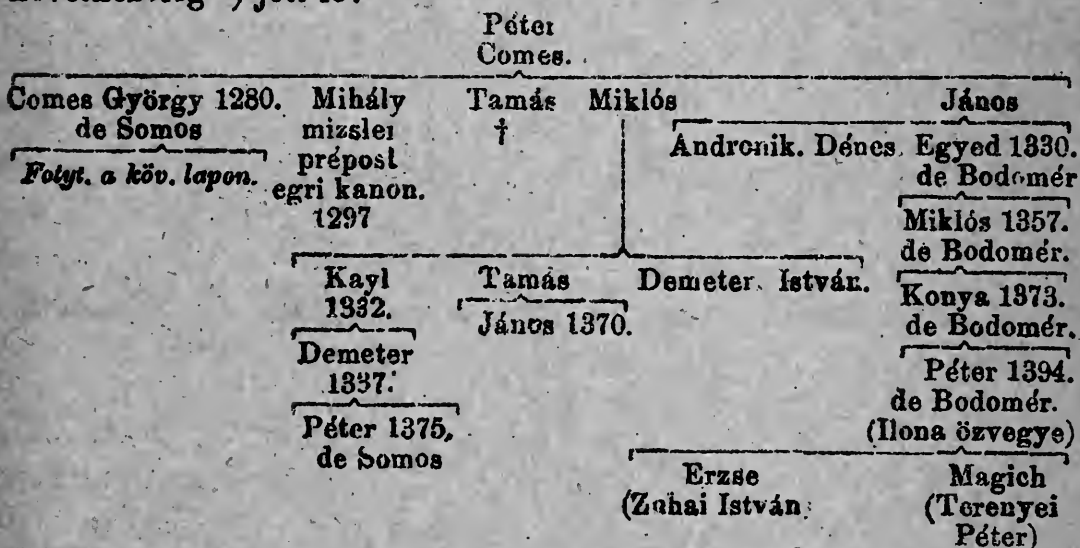 Péter
Comes.
Comes György 1280. Mihály Tamás Miklós János
de Somos mizslei † Andronik. Dénes. Egyed 1330.
Folyt. a köv. lapon. prépost de Bodomér
egri kanon. Miklós 1357.
1297 de Bodomér.
Kayl Tamás Demeter. István. Konya 1373.
1332. János 1370. de Bodomér.
Demeter Péter 1394.
1337. de Bodomér.
Péter 1375, (Ilona özvegye)
de Somos
Erzse Magich
(Zuhai István. (Terenyei
Péter)